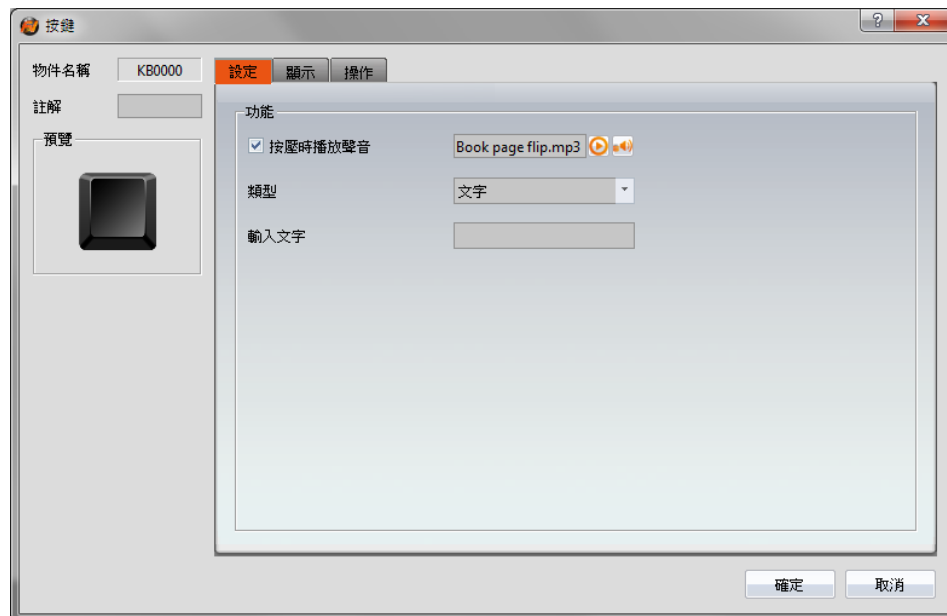 按鍵
物件名稱 KB0000
註解
預覽
設定 顯示 操作
功能
按壓時播放聲音 Book page flip.mp3
類型 文字
輸入文字
確定 取消